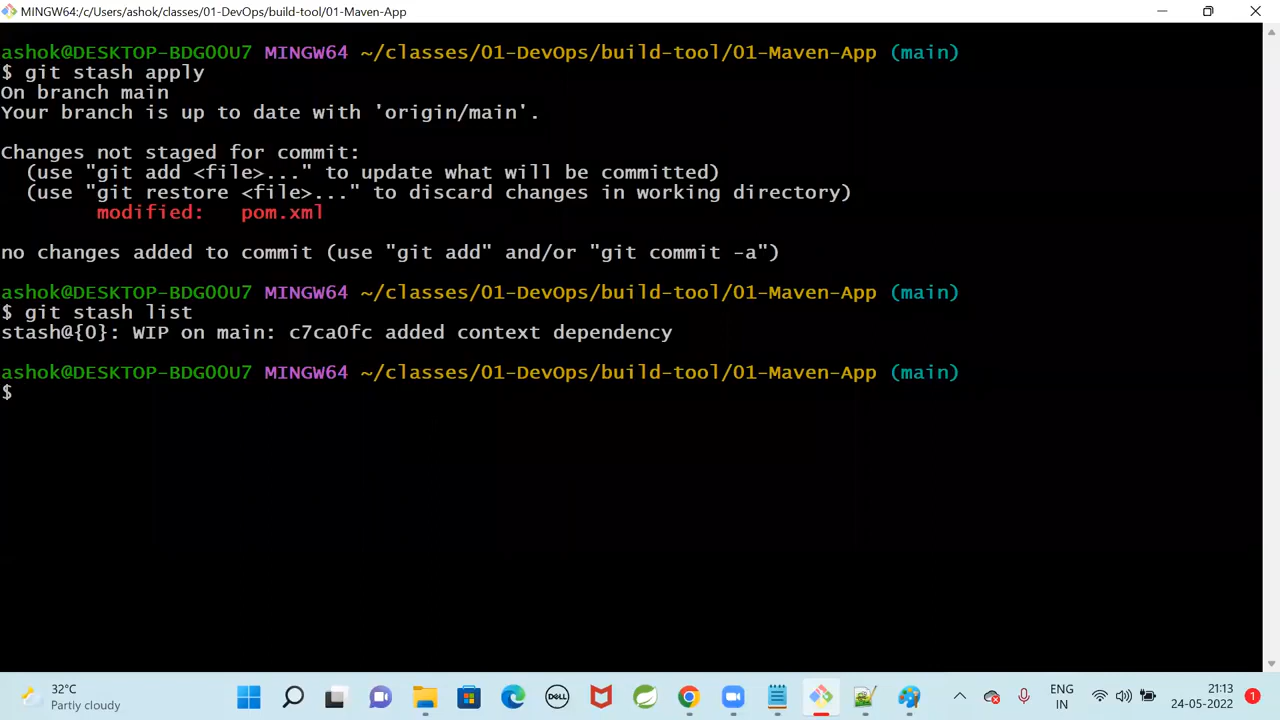 MINGW64:/c/Users/ashok/classes/01-DevOps/build-tool/01-Maven-App
ashok@DESKTOP-BDGOOU7 MINGW64 ~/classes/01-DevOps/build-tool/01-Maven-App (main)
$ git stash apply
On branch main
Your branch is up to date with 'origin/main'.
Changes not staged for commit:
(use "git add <file>..." to update what will be committed)
(use "git restore <file>..." to discard changes in working directory)
modified: pom.xml
no changes added to commit (use "git add" and/or "git commit -a")
ashok@DESKTOP-BDGOOU7 MINGW64 ~/classes/01-DevOps/build-tool/01-Maven-App (main)
$ git stash list
stash@{0}: WIP on main: c7ca0fc added context dependency
ashok@DESKTOP-BDGOOU7 MINGW64 ~/classes/01-DevOps/build-tool/01-Maven-App (main)
$
32°C
Partly cloudy
DELL
ENG
IN
21:13
24-05-2022
1